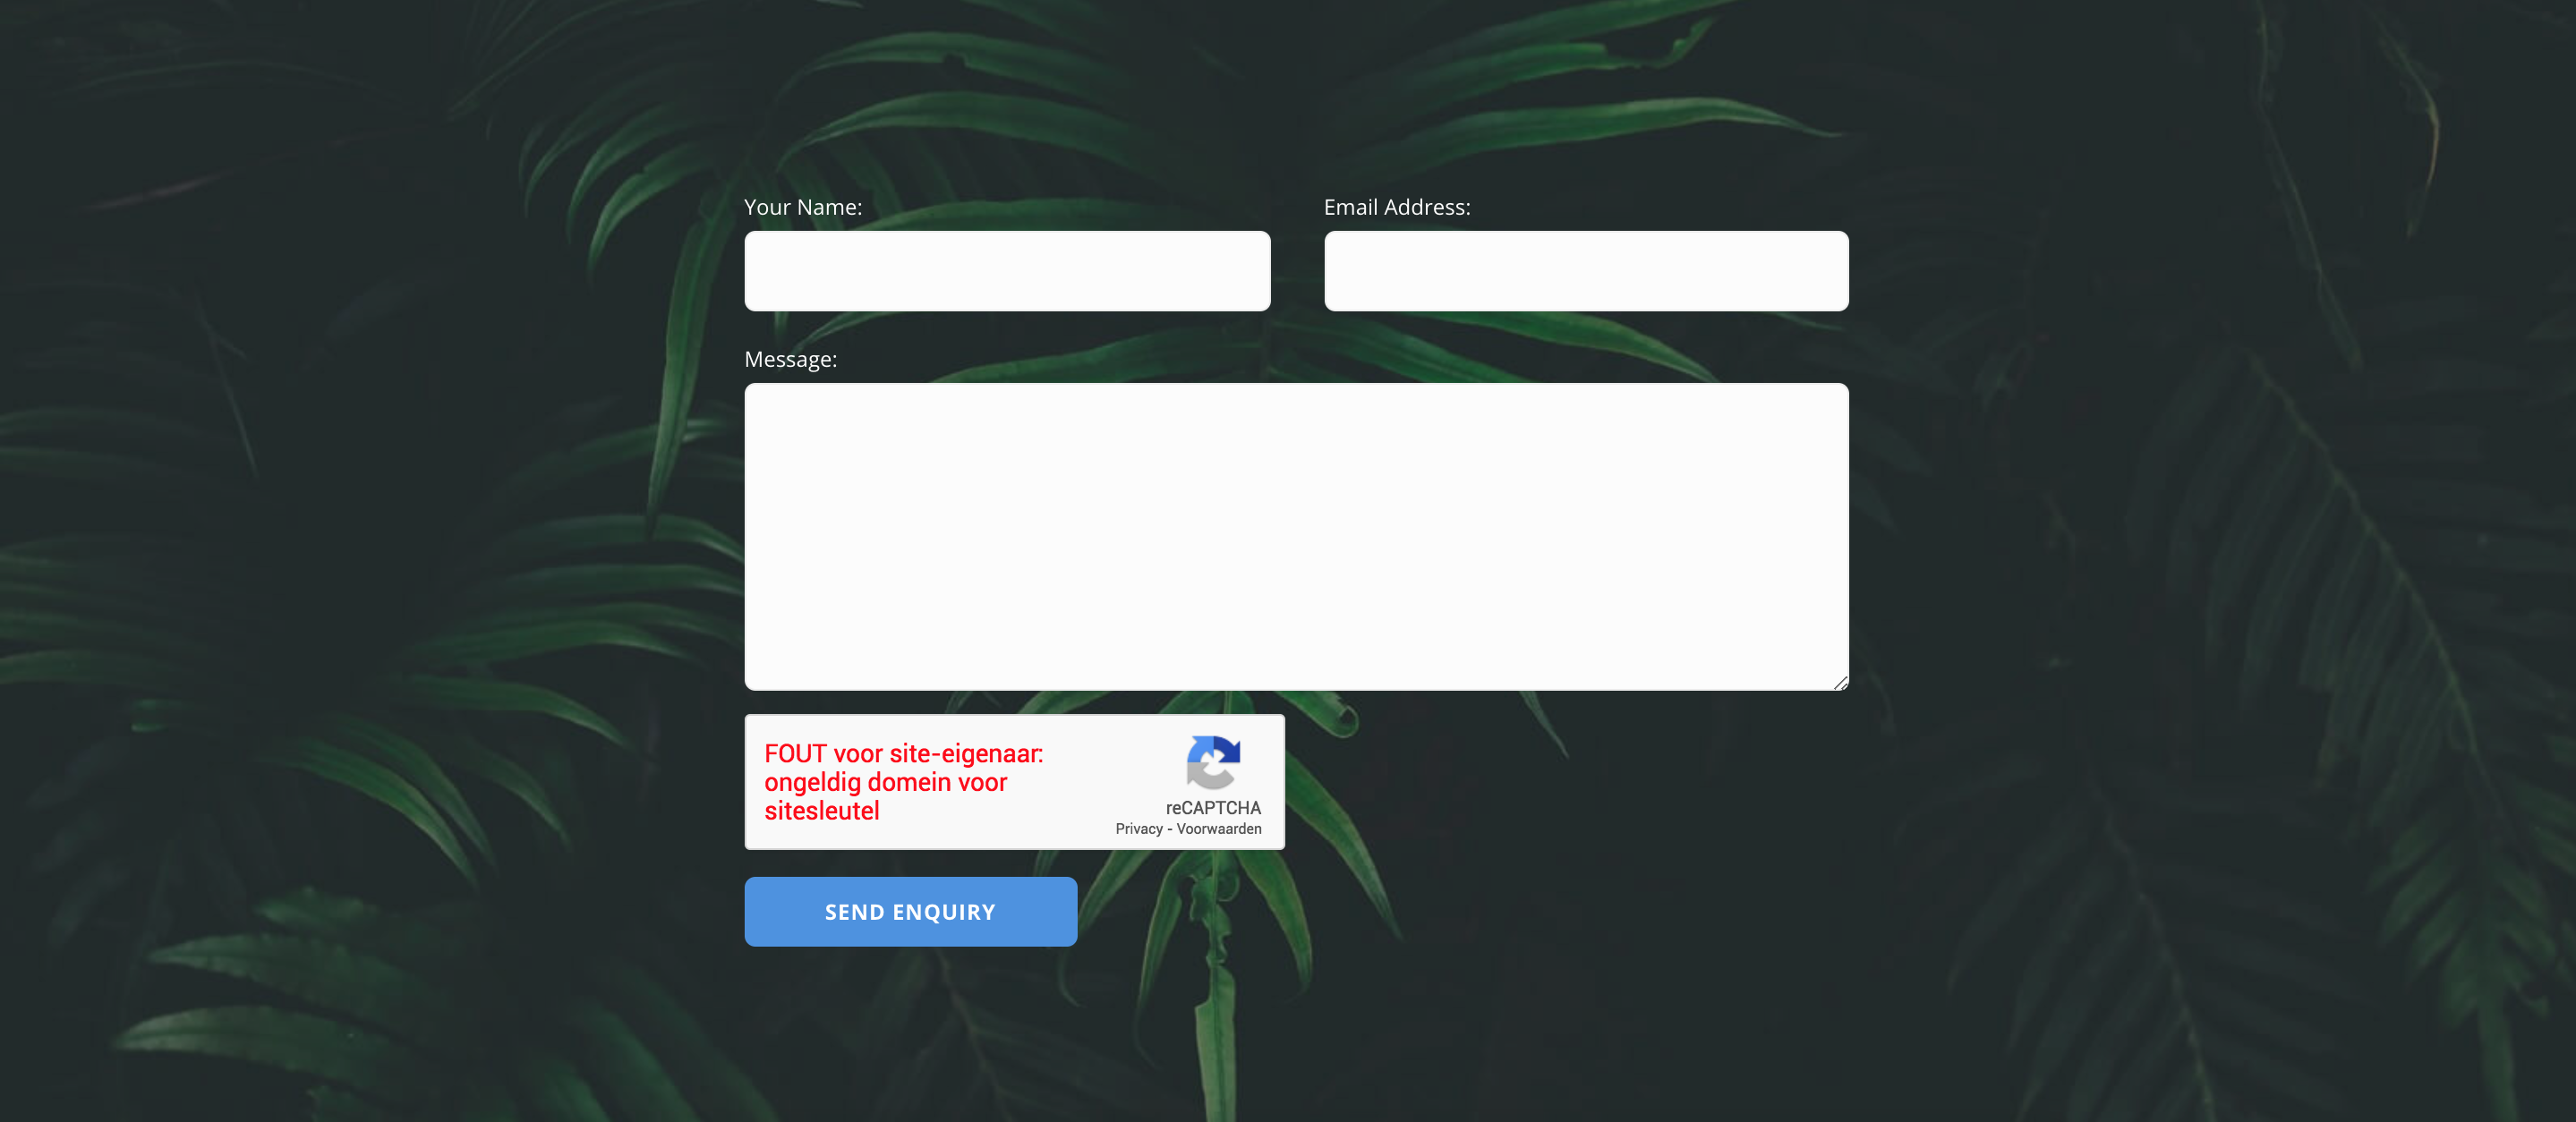 Your Name:
Email Address:
Message:
FOUT voor site-eigenaar:
ongeldig domein voor
sitesleutel
reCAPTCHA
Privacy - Voorwaarden
SEND ENQUIRY